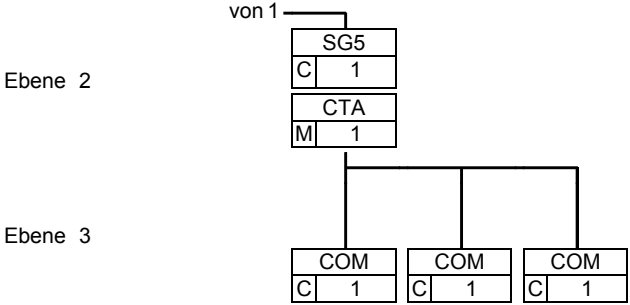 von 1
SG5
C 1
Ebene 2
CTA
M 1
Ebene 3
COM COM COM
C 1 C 1 C 1